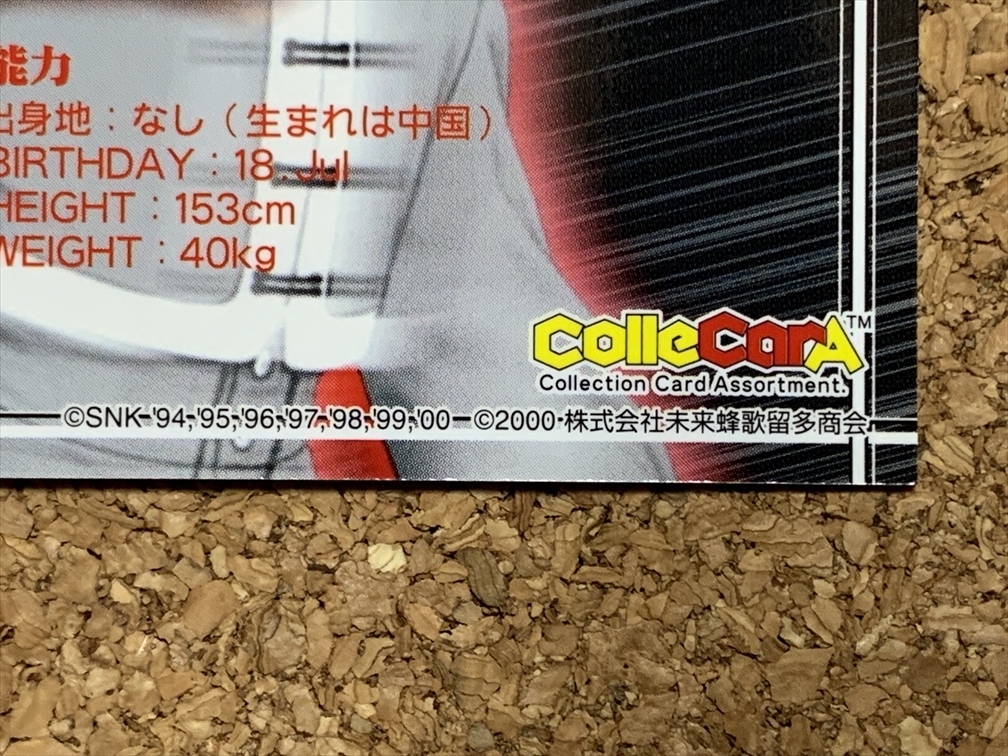 能力
出身地：なし（生まれは中国）
BIRTHDAY：18.Jul
HEIGHT：153cm
WEIGHT：40kg
ColleCarA™
Collection Card Assortment.
©SNK '94,'95,'96,'97,'98,'99,'00 ©2000 株式会社未来蜂歌留多商会